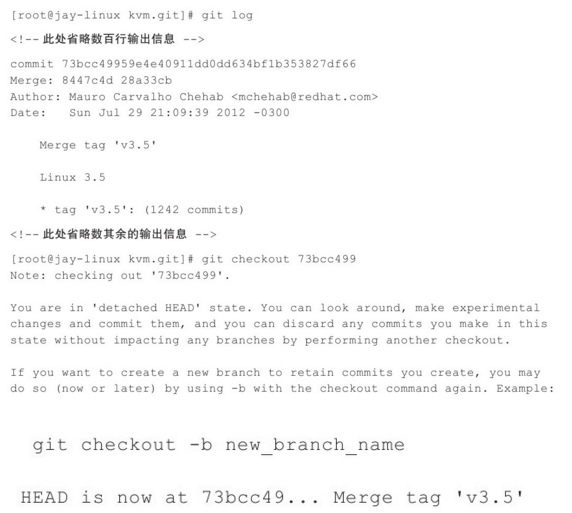 [root@jay-linux kvm.git]# git log
<!-- 此处省略数百行输出信息 -->
commit 73bcc49959e4e40911dd0dd634bf1b353827df66
Merge: 8447c4d 28a33cb
Author: Mauro Carvalho Chehab <mchehab@redhat.com>
Date:   Sun Jul 29 21:09:39 2012 -0300
    Merge tag 'v3.5'
    Linux 3.5
    * tag 'v3.5': (1242 commits)
<!-- 此处省略数其余的输出信息 -->
[root@jay-linux kvm.git]# git checkout 73bcc499
Note: checking out '73bcc499'.
You are in 'detached HEAD' state. You can look around, make experimental
changes and commit them, and you can discard any commits you make in this
state without impacting any branches by performing another checkout.
If you want to create a new branch to retain commits you create, you may
do so (now or later) by using -b with the checkout command again. Example:
git checkout -b new_branch_name
HEAD is now at 73bcc49... Merge tag 'v3.5'